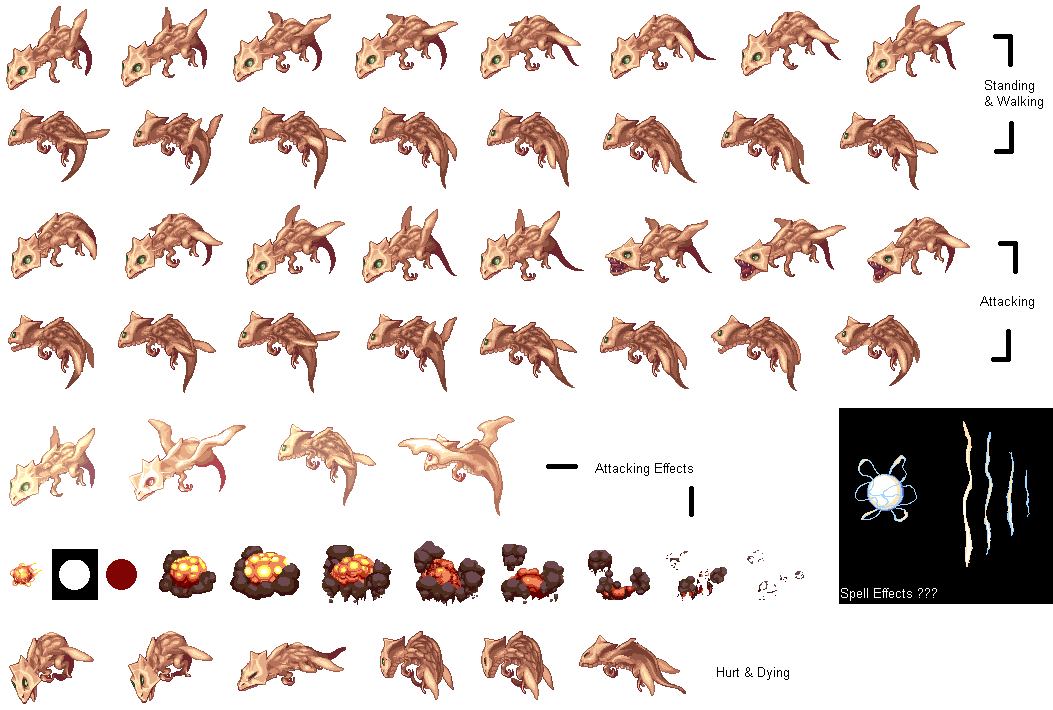 Standing
& Walking
Attacking
Attacking Effects
Spell Effects ???
Hurt & Dying